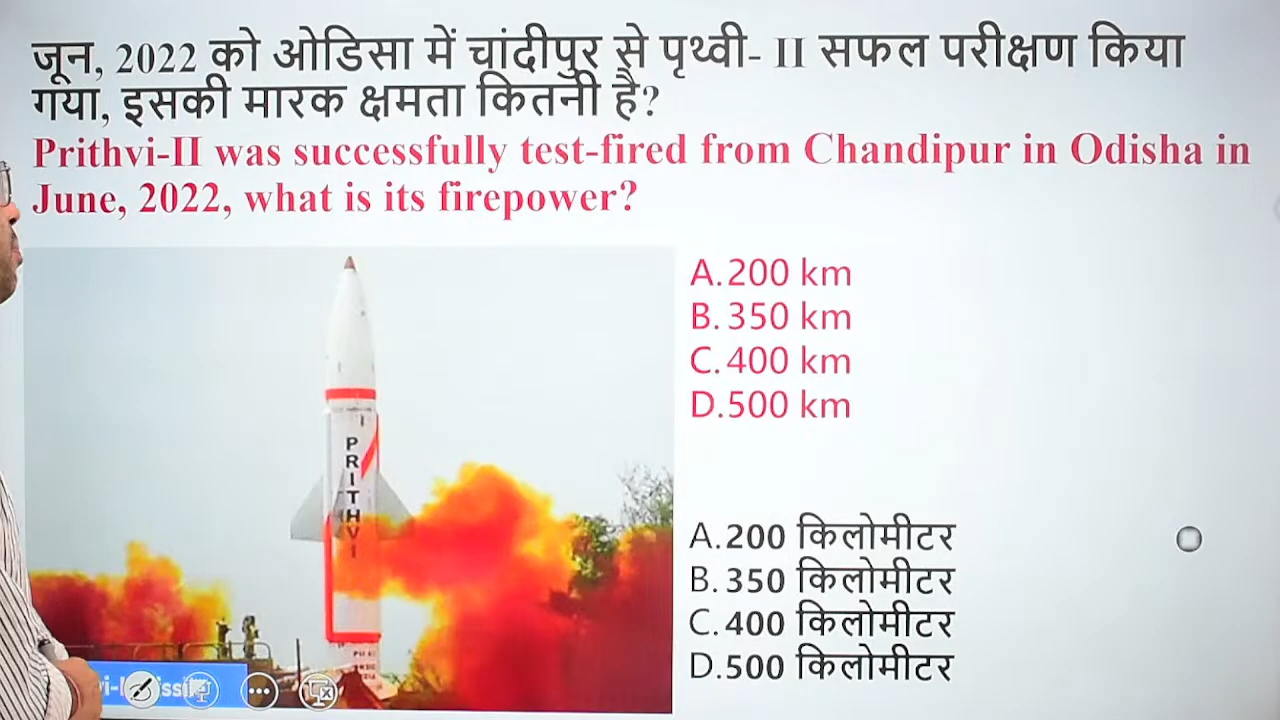 जून, 2022 को ओडिसा में चांदीपुर से पृथ्वी- II सफल परीक्षण किया
गया, इसकी मारक क्षमता कितनी है?
Prithvi-II was successfully test-fired from Chandipur in Odisha in
June, 2022, what is its firepower?
A. 200 km
B. 350 km
C. 400 km
D. 500 km
PRITHVI
A. 200 किलोमीटर
B. 350 किलोमीटर
C. 400 किलोमीटर
D. 500 किलोमीटर